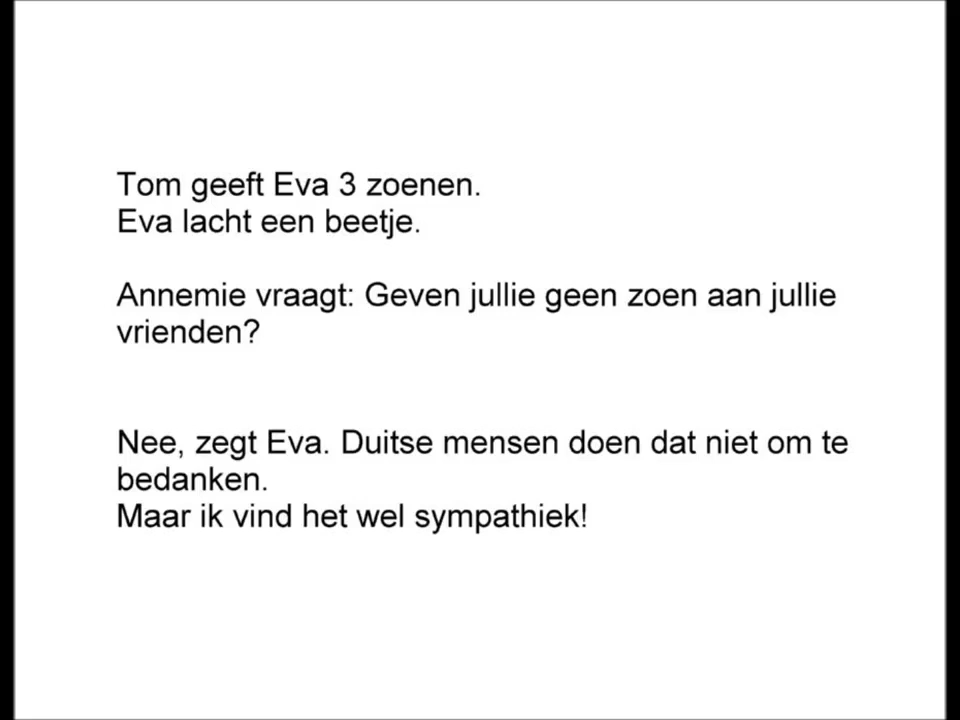 Tom geeft Eva 3 zoenen.
Eva lacht een beetje.
Annemie vraagt: Geven jullie geen zoen aan jullie
vrienden?
Nee, zegt Eva. Duitse mensen doen dat niet om te
bedanken.
Maar ik vind het wel sympathiek!